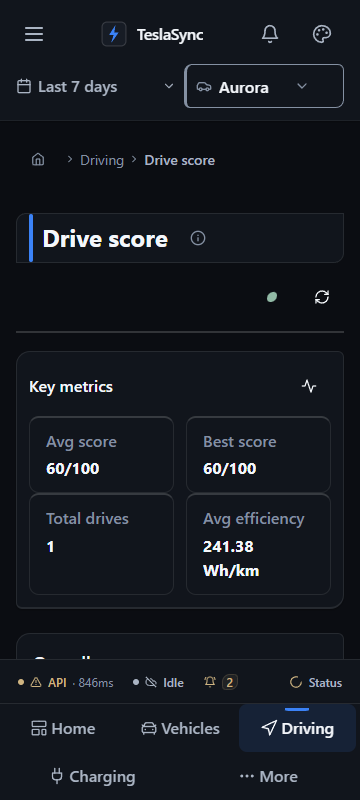 TeslaSync
Last 7 days
Aurora
Driving
Drive score
Drive score
Key metrics
Avg score
60/100
Best score
60/100
Total drives
1
Avg efficiency
241.38
Wh/km
API · 846ms
Idle
2
Status
Home
Vehicles
Driving
Charging
More